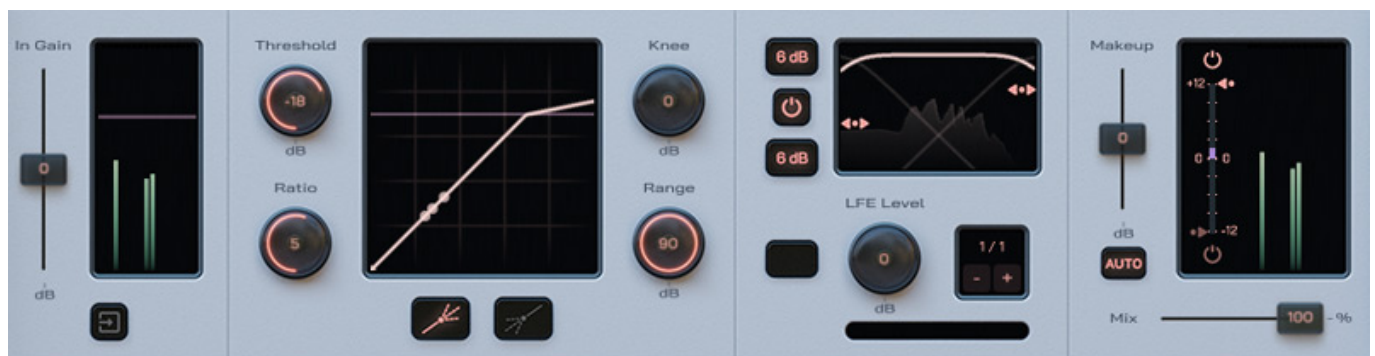 In Gain
0
dB
Threshold
-18
dB
Ratio
5
Knee
0
dB
Range
90
dB
6 dB
6 dB
LFE Level
0
dB
1/1
- +
Makeup
0
dB
AUTO
+12
0 0
-12
Mix
100 - %